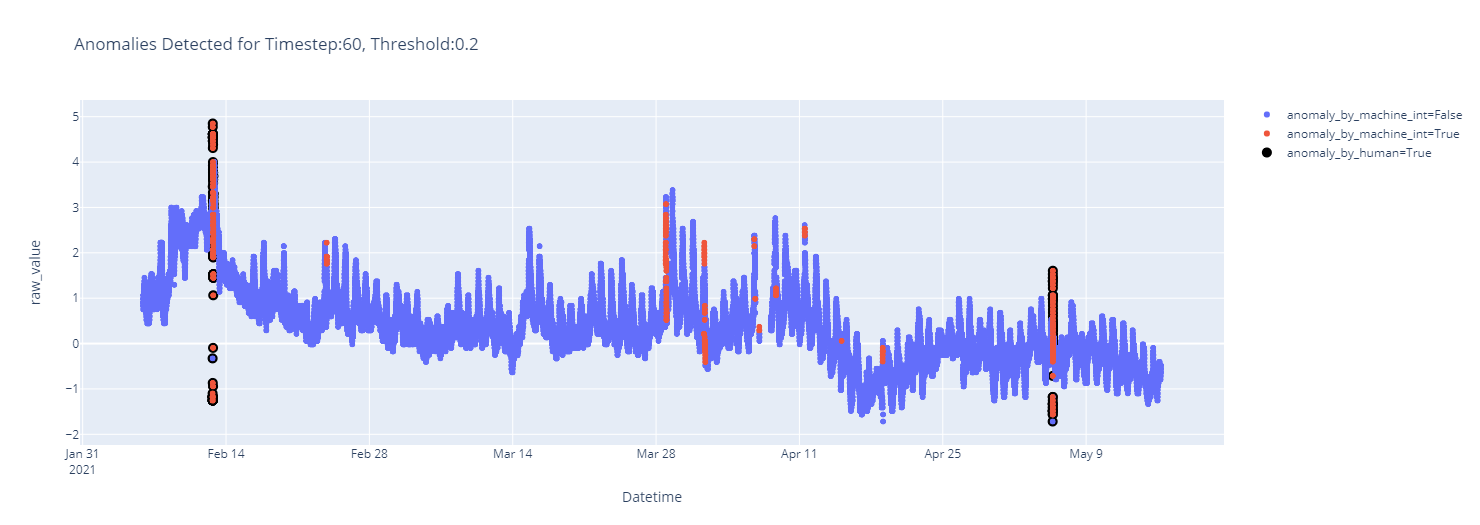 Anomalies Detected for Timestep:60, Threshold:0.2
anomaly_by_machine_int=False
anomaly_by_machine_int=True
anomaly_by_human=True
raw_value
5
4
3
2
1
0
−1
−2
Jan 31
2021
Feb 14
Feb 28
Mar 14
Mar 28
Apr 11
Apr 25
May 9
Datetime